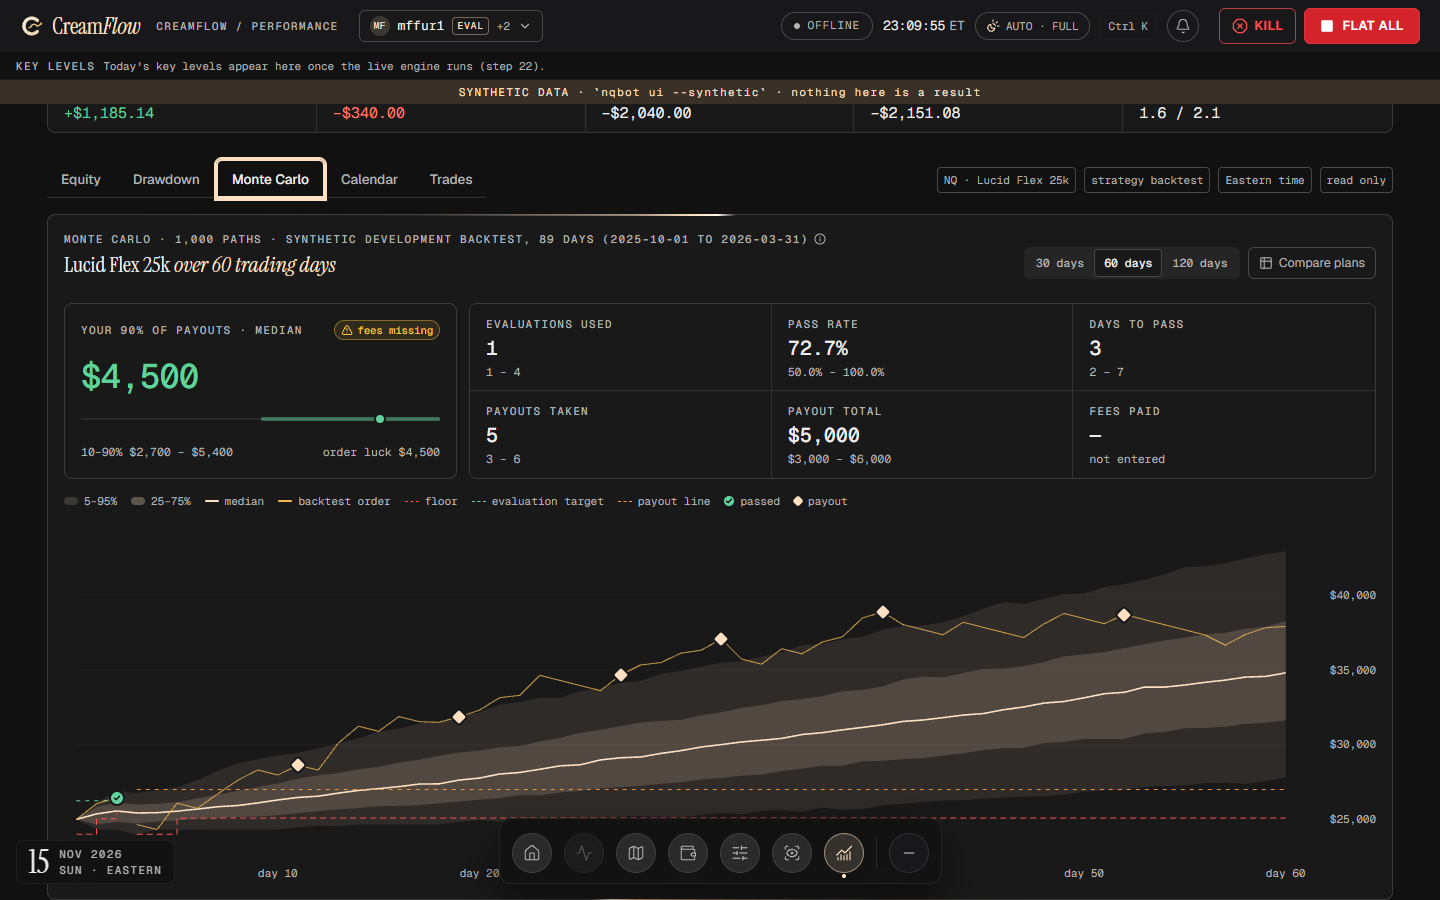 CreamFlow CREAMFLOW / PERFORMANCE MF mffur1 EVAL +2 OFFLINE 23:09:55 ET AUTO · FULL Ctrl K KILL FLAT ALL
KEY LEVELS Today's key levels appear here once the live engine runs (step 22).
SYNTHETIC DATA · `nqbot ui --synthetic` · nothing here is a result
+$1,185.14 −$340.00 −$2,040.00 −$2,151.08 1.6 / 2.1
Equity Drawdown Monte Carlo Calendar Trades NQ · Lucid Flex 25k strategy backtest Eastern time read only
MONTE CARLO · 1,000 PATHS · SYNTHETIC DEVELOPMENT BACKTEST, 89 DAYS (2025-10-01 TO 2026-03-31)
Lucid Flex 25k over 60 trading days 30 days 60 days 120 days Compare plans
YOUR 90% OF PAYOUTS · MEDIAN fees missing
$4,500
10–90% $2,700 – $5,400 order luck $4,500
EVALUATIONS USED
1
1 – 4
PASS RATE
72.7%
50.0% – 100.0%
DAYS TO PASS
3
2 – 7
PAYOUTS TAKEN
5
3 – 6
PAYOUT TOTAL
$5,000
$3,000 – $6,000
FEES PAID
—
not entered
5–95% 25–75% median backtest order floor evaluation target payout line passed payout
$40,000
$35,000
$30,000
$25,000
day 10 day 20 day 50 day 60
15 NOV 2026
SUN · EASTERN